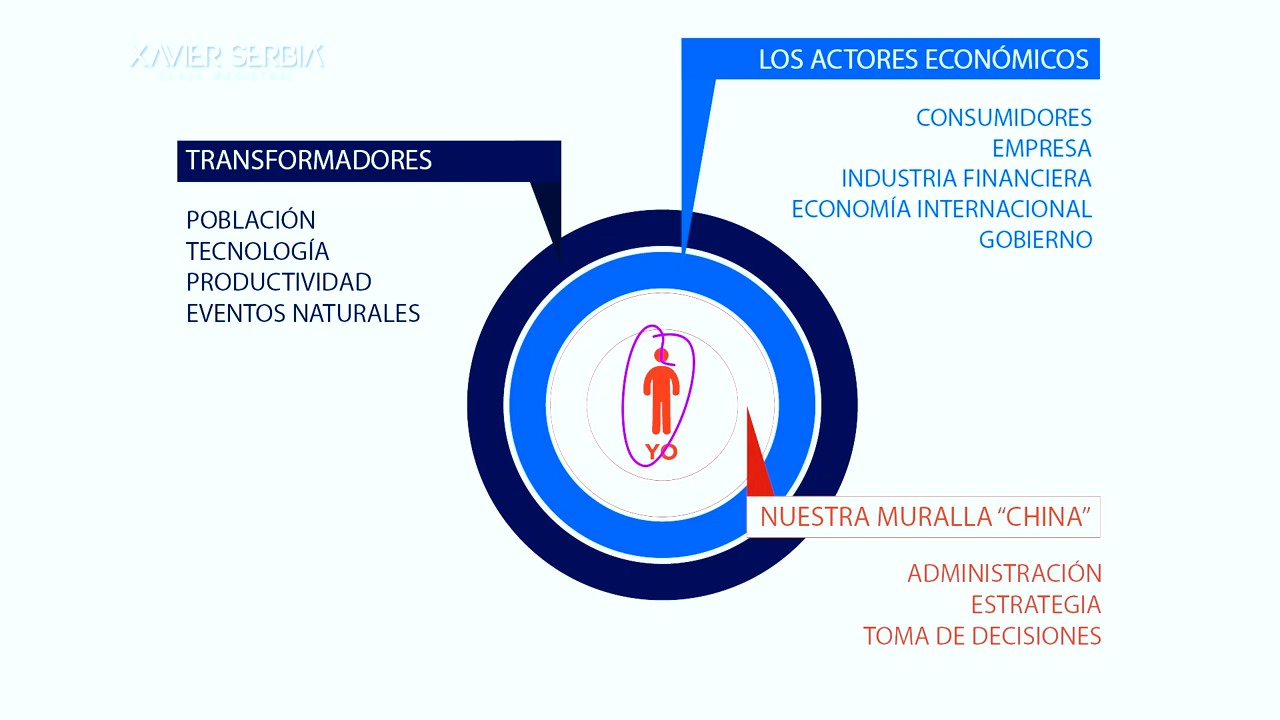 XAVIER SERBIÁ
TRANSFORMADORES
POBLACIÓN
TECNOLOGÍA
PRODUCTIVIDAD
EVENTOS NATURALES
LOS ACTORES ECONÓMICOS
CONSUMIDORES
EMPRESA
INDUSTRIA FINANCIERA
ECONOMÍA INTERNACIONAL
GOBIERNO
YO
NUESTRA MURALLA “CHINA”
ADMINISTRACIÓN
ESTRATEGIA
TOMA DE DECISIONES